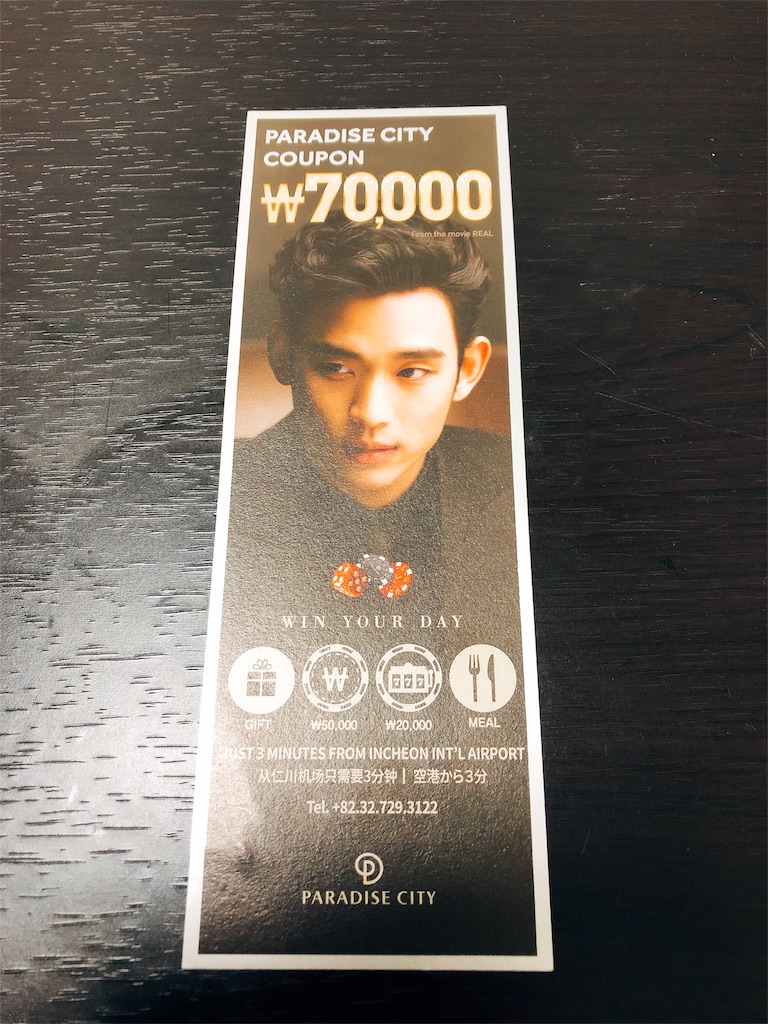 PARADISE CITY
COUPON
₩70,000
From the movie REAL
WIN YOUR DAY
₩ 777
GIFT ₩50,000 ₩20,000 MEAL
JUST 3 MINUTES FROM INCHEON INT'L AIRPORT
从仁川机场只需要3分钟 | 空港から3分
Tel. +82.32.729.3122
PARADISE CITY